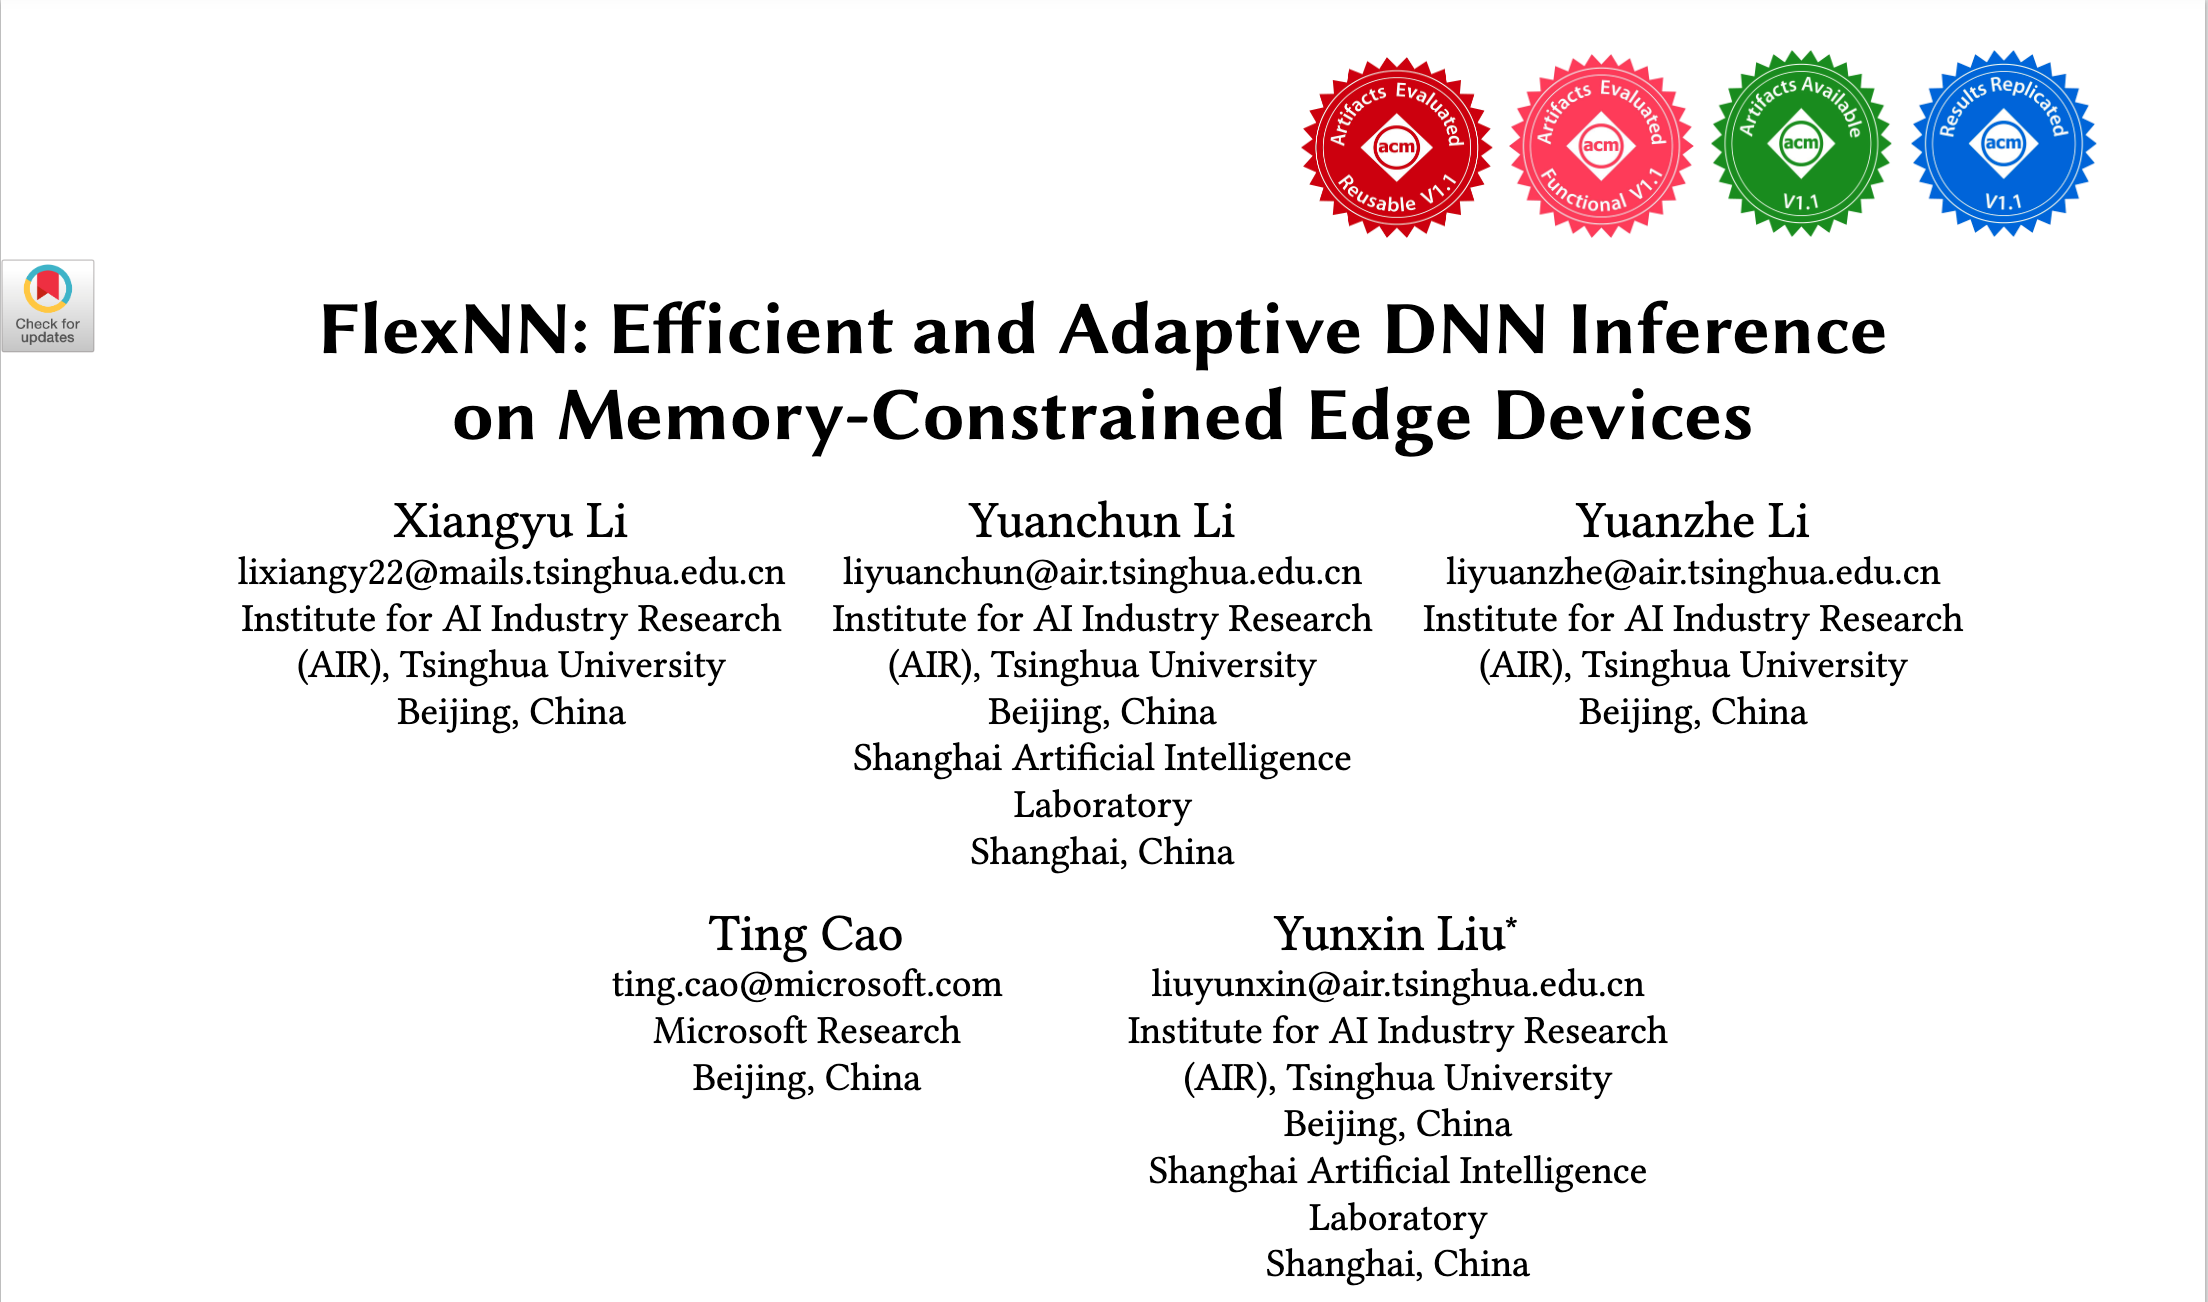 Artifacts Evaluated
acm
Reusable V1.1
Artifacts Evaluated
acm
Functional V1.1
Artifacts Available
acm
V1.1
Results Replicated
acm
V1.1
Check for
updates
FlexNN: Efficient and Adaptive DNN Inference
on Memory-Constrained Edge Devices
Xiangyu Li
lixiangy22@mails.tsinghua.edu.cn
Institute for AI Industry Research
(AIR), Tsinghua University
Beijing, China
Yuanchun Li
liyuanchun@air.tsinghua.edu.cn
Institute for AI Industry Research
(AIR), Tsinghua University
Beijing, China
Shanghai Artificial Intelligence
Laboratory
Shanghai, China
Yuanzhe Li
liyuanzhe@air.tsinghua.edu.cn
Institute for AI Industry Research
(AIR), Tsinghua University
Beijing, China
Ting Cao
ting.cao@microsoft.com
Microsoft Research
Beijing, China
Yunxin Liu*
liuyunxin@air.tsinghua.edu.cn
Institute for AI Industry Research
(AIR), Tsinghua University
Beijing, China
Shanghai Artificial Intelligence
Laboratory
Shanghai, China